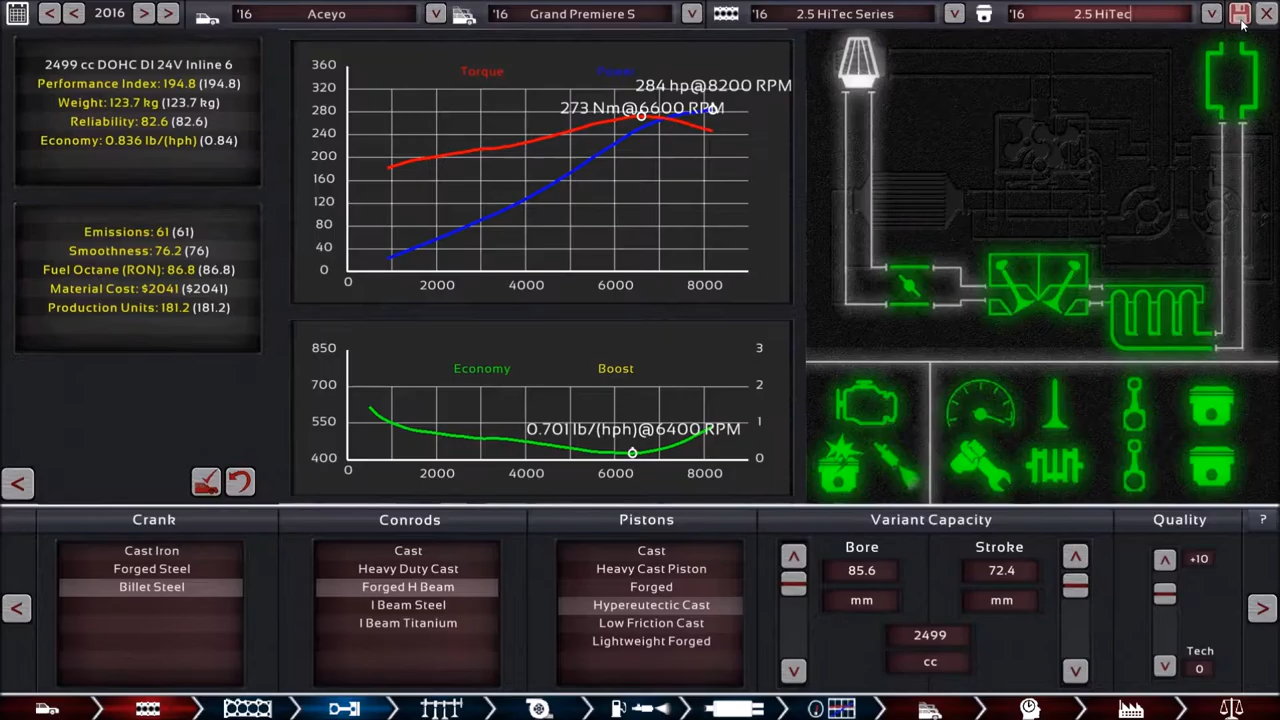 2016
'16 Aceyo
'16 Grand Premiere S
'16 2.5 HiTec Series
'16 2.5 HiTec
2499 cc DOHC DI 24V Inline 6
Performance Index: 194.8 (194.8)
Weight: 123.7 kg (123.7 kg)
Reliability: 82.6 (82.6)
Economy: 0.836 lb/(hph) (0.84)
Emissions: 61 (61)
Smoothness: 76.2 (76)
Fuel Octane (RON): 86.8 (86.8)
Material Cost: $2041 ($2041)
Production Units: 181.2 (181.2)
Torque
Power
284 hp@8200 RPM
273 Nm@6600 RPM
360
320
280
240
200
160
120
80
40
0
2000 4000 6000 8000
Economy
Boost
0.701 lb/(hph)@6400 RPM
850
700
550
400
3
2
1
0
0 2000 4000 6000 8000
Crank
Cast Iron
Forged Steel
Billet Steel
Conrods
Cast
Heavy Duty Cast
Forged H Beam
I Beam Steel
I Beam Titanium
Pistons
Cast
Heavy Cast Piston
Forged
Hypereutectic Cast
Low Friction Cast
Lightweight Forged
Variant Capacity
Bore
85.6
mm
Stroke
72.4
mm
2499
cc
Quality
?
+10
Tech
0